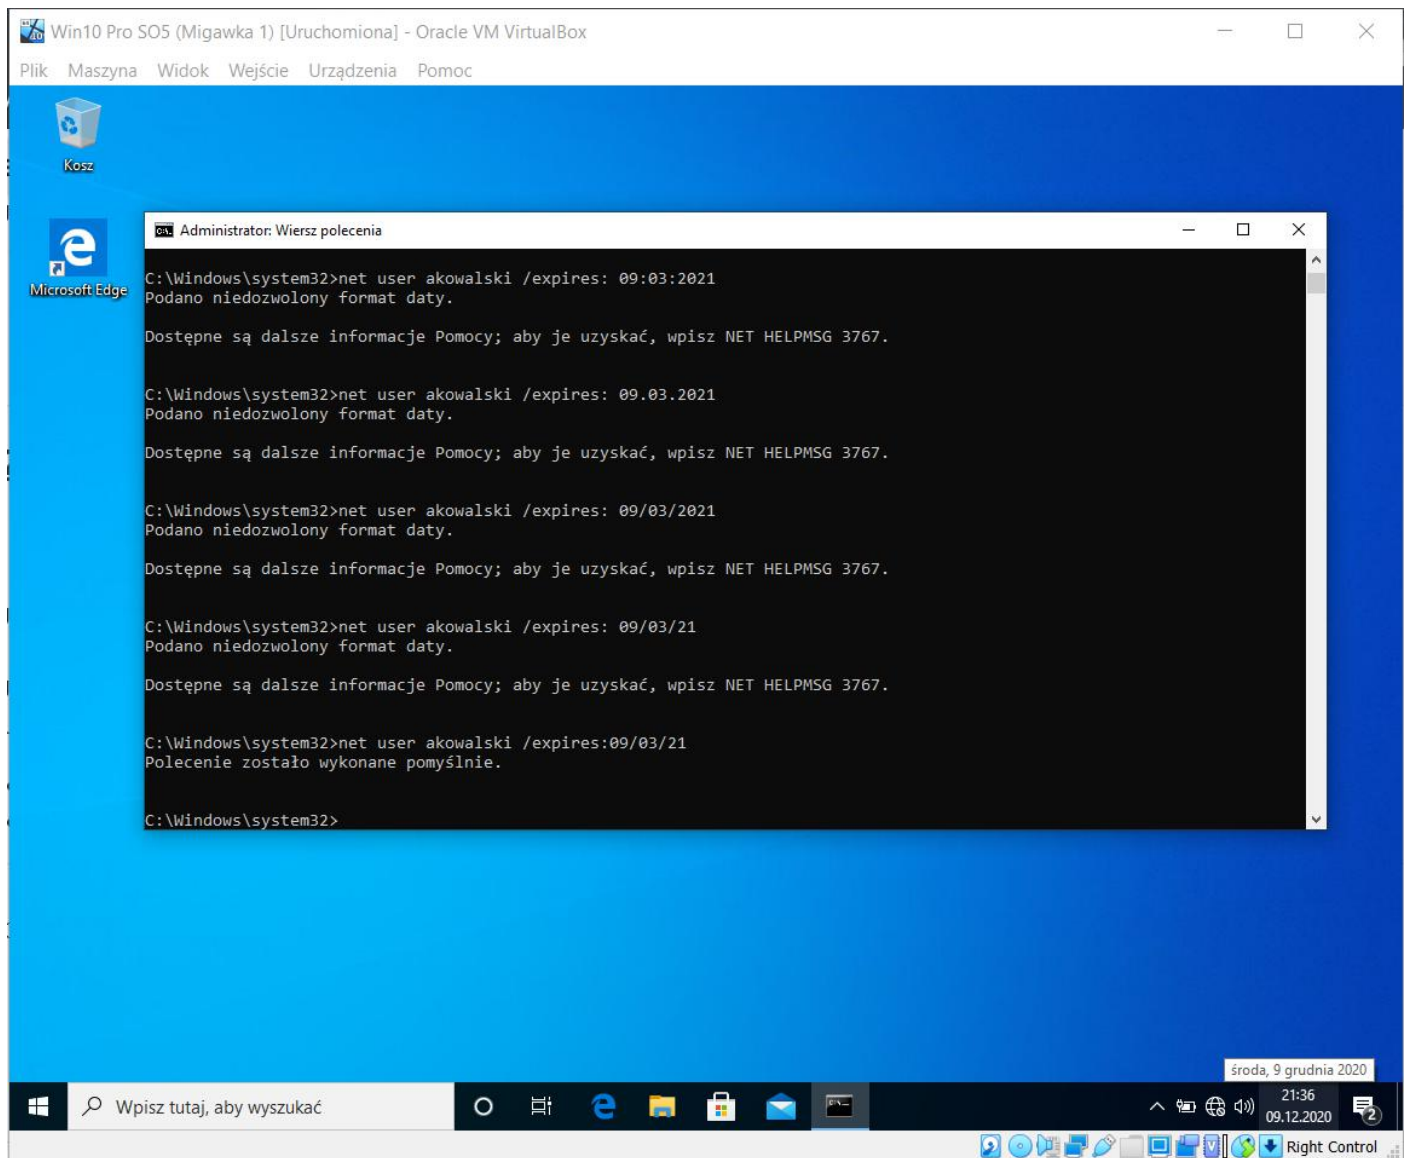 Win10 Pro SO5 (Migawka 1) [Uruchomiona] - Oracle VM VirtualBox
Plik Maszyna Widok Wejście Urządzenia Pomoc
Kosz
Microsoft Edge
Administrator: Wiersz polecenia
C:\Windows\system32>net user akowalski /expires: 09:03:2021
Podano niedozwolony format daty.
Dostępne są dalsze informacje Pomocy; aby je uzyskać, wpisz NET HELPMSG 3767.
C:\Windows\system32>net user akowalski /expires: 09.03.2021
Podano niedozwolony format daty.
Dostępne są dalsze informacje Pomocy; aby je uzyskać, wpisz NET HELPMSG 3767.
C:\Windows\system32>net user akowalski /expires: 09/03/2021
Podano niedozwolony format daty.
Dostępne są dalsze informacje Pomocy; aby je uzyskać, wpisz NET HELPMSG 3767.
C:\Windows\system32>net user akowalski /expires: 09/03/21
Podano niedozwolony format daty.
Dostępne są dalsze informacje Pomocy; aby je uzyskać, wpisz NET HELPMSG 3767.
C:\Windows\system32>net user akowalski /expires:09/03/21
Polecenie zostało wykonane pomyślnie.
C:\Windows\system32>
środa, 9 grudnia 2020
Wpisz tutaj, aby wyszukać
21:36
09.12.2020
2
Right Control